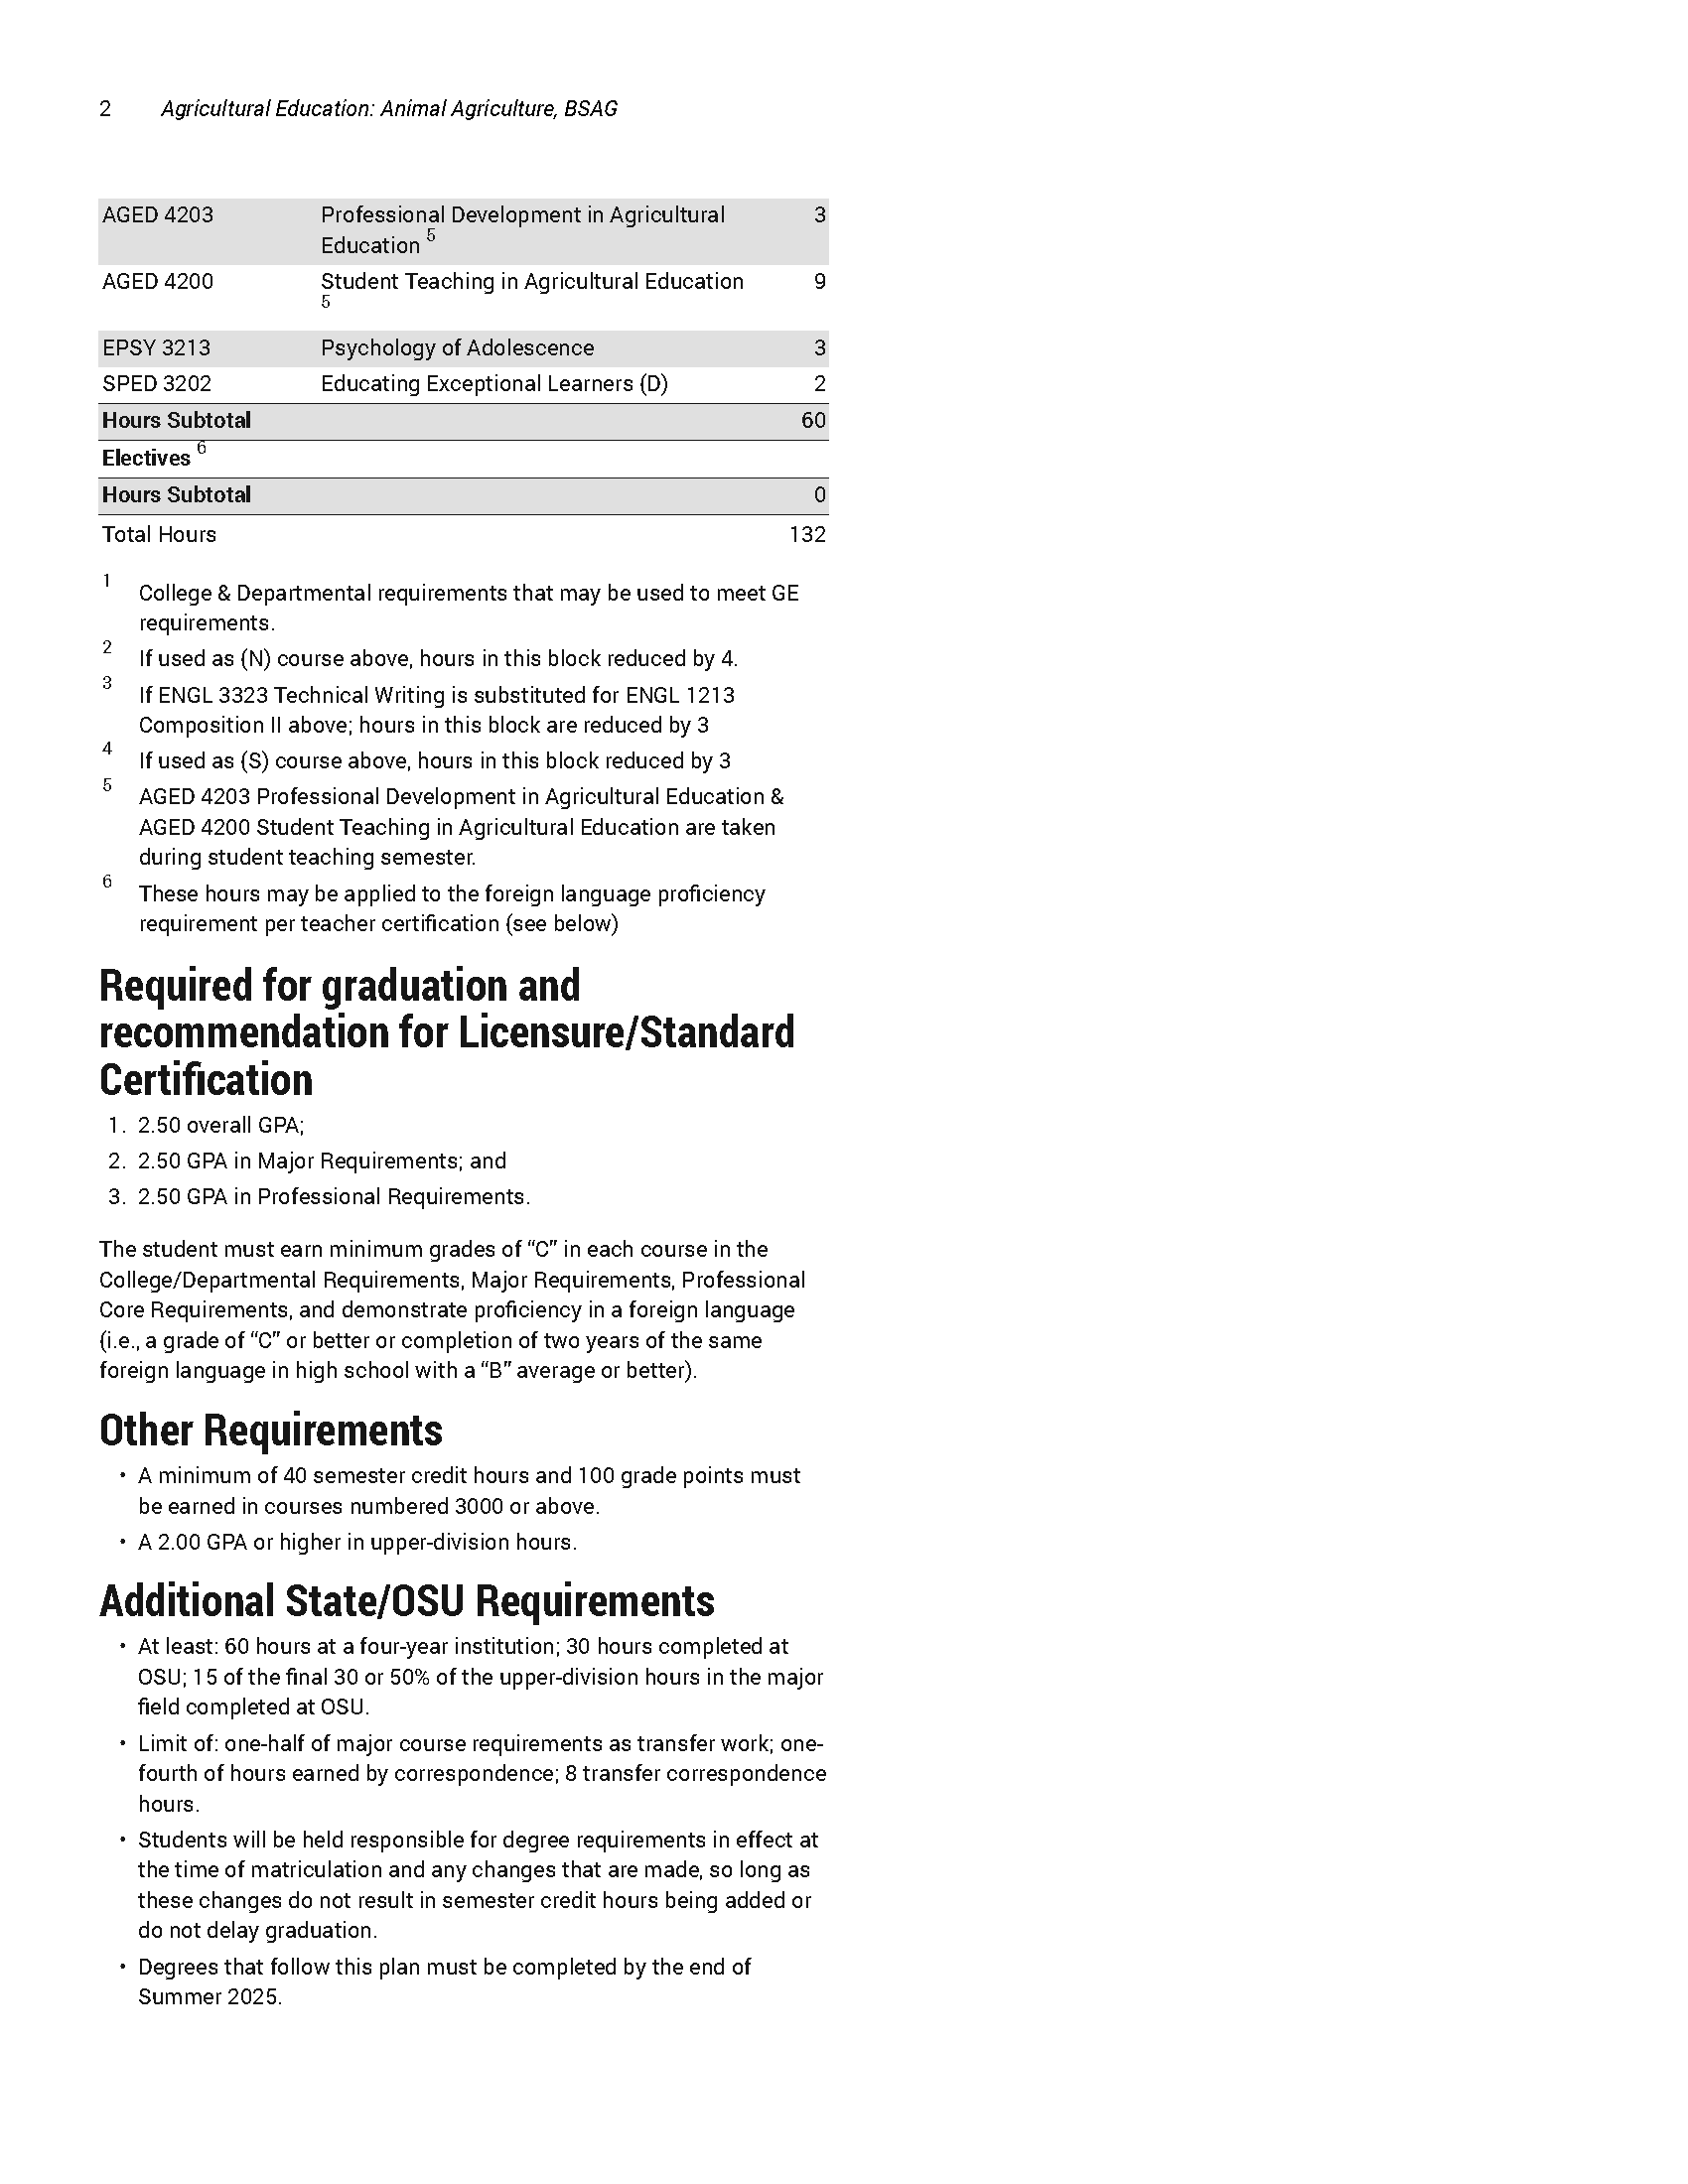 2 Agricultural Education: Animal Agriculture, BSAG
AGED 4203 Professional Development in Agricultural 3
Education 5
AGED 4200 Student Teaching in Agricultural Education 9
5
EPSY 3213 Psychology of Adolescence 3
SPED 3202 Educating Exceptional Learners (D) 2
Hours Subtotal 60
Electives 6
Hours Subtotal 0
Total Hours 132
1 College & Departmental requirements that may be used to meet GE
requirements.
2 If used as (N) course above, hours in this block reduced by 4.
3 If ENGL 3323 Technical Writing is substituted for ENGL 1213
Composition II above; hours in this block are reduced by 3
4 If used as (S) course above, hours in this block reduced by 3
5 AGED 4203 Professional Development in Agricultural Education &
AGED 4200 Student Teaching in Agricultural Education are taken
during student teaching semester.
6 These hours may be applied to the foreign language proficiency
requirement per teacher certification (see below)
Required for graduation and
recommendation for Licensure/Standard
Certification
1. 2.50 overall GPA;
2. 2.50 GPA in Major Requirements; and
3. 2.50 GPA in Professional Requirements.
The student must earn minimum grades of “C” in each course in the
College/Departmental Requirements, Major Requirements, Professional
Core Requirements, and demonstrate proficiency in a foreign language
(i.e., a grade of “C” or better or completion of two years of the same
foreign language in high school with a “B” average or better).
Other Requirements
• A minimum of 40 semester credit hours and 100 grade points must
be earned in courses numbered 3000 or above.
• A 2.00 GPA or higher in upper-division hours.
Additional State/OSU Requirements
• At least: 60 hours at a four-year institution; 30 hours completed at
OSU; 15 of the final 30 or 50% of the upper-division hours in the major
field completed at OSU.
• Limit of: one-half of major course requirements as transfer work; one-
fourth of hours earned by correspondence; 8 transfer correspondence
hours.
• Students will be held responsible for degree requirements in effect at
the time of matriculation and any changes that are made, so long as
these changes do not result in semester credit hours being added or
do not delay graduation.
• Degrees that follow this plan must be completed by the end of
Summer 2025.